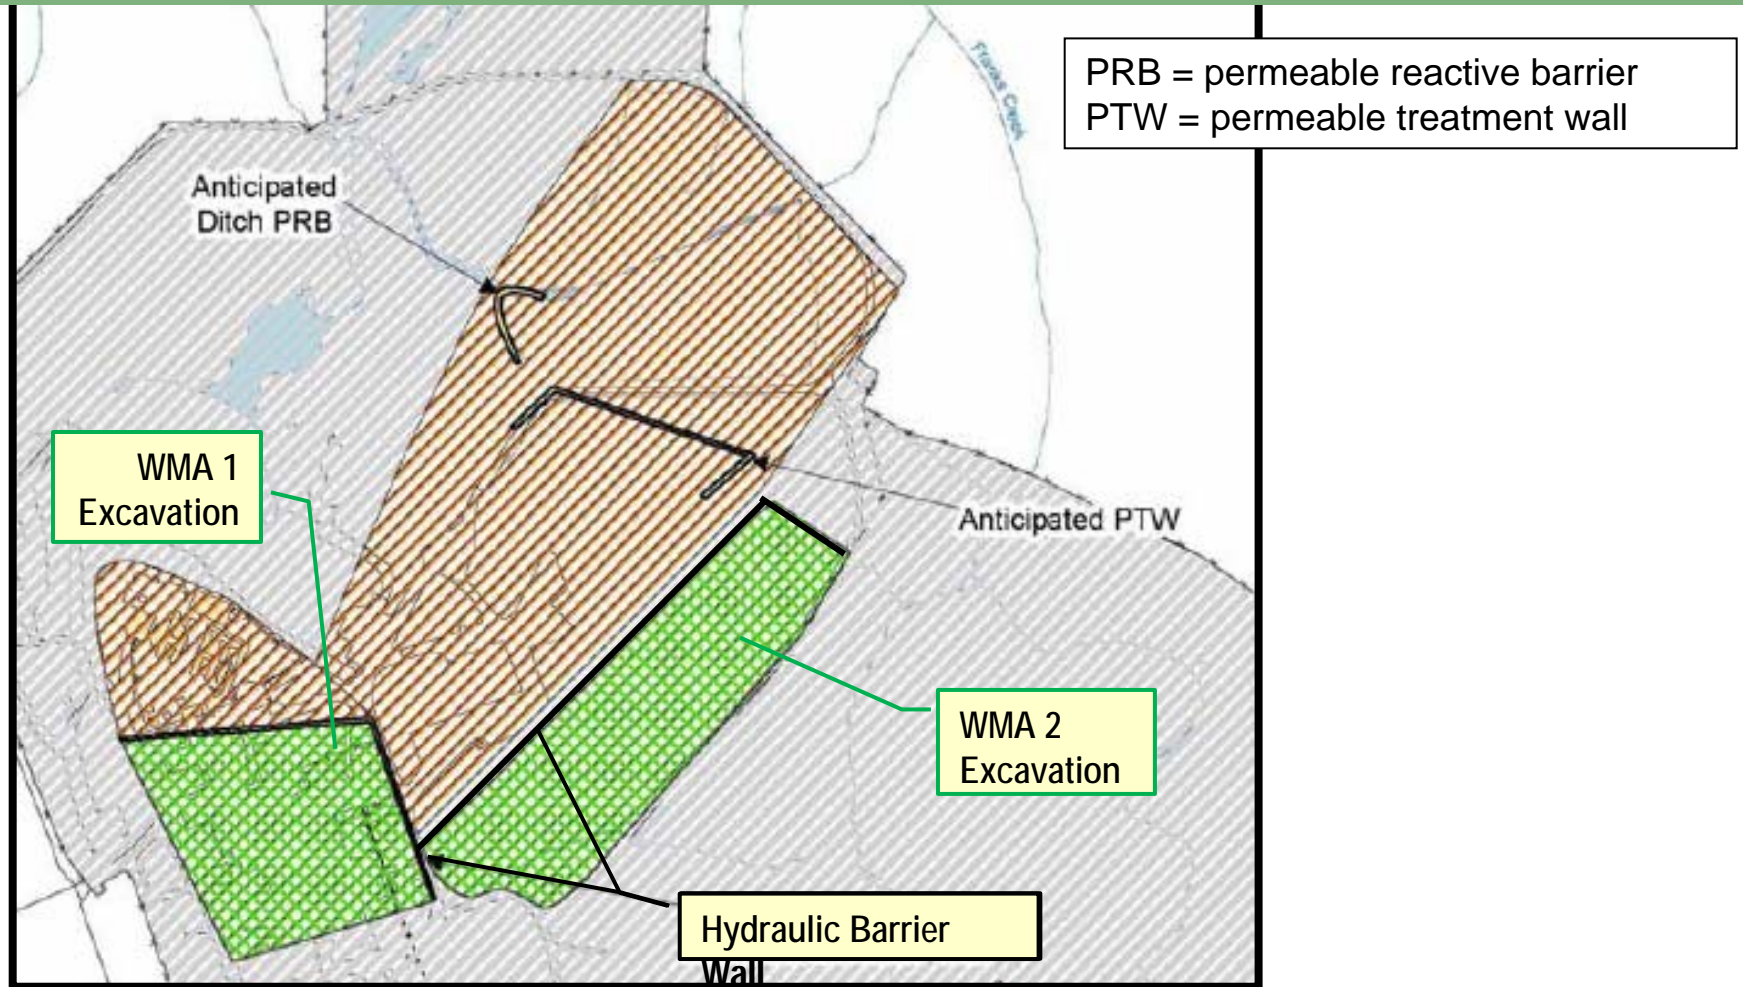 PRB = permeable reactive barrier
PTW = permeable treatment wall
Anticipated
Ditch PRB
WMA 1
Excavation
Anticipated PTW
WMA 2
Excavation
Hydraulic Barrier
Wall